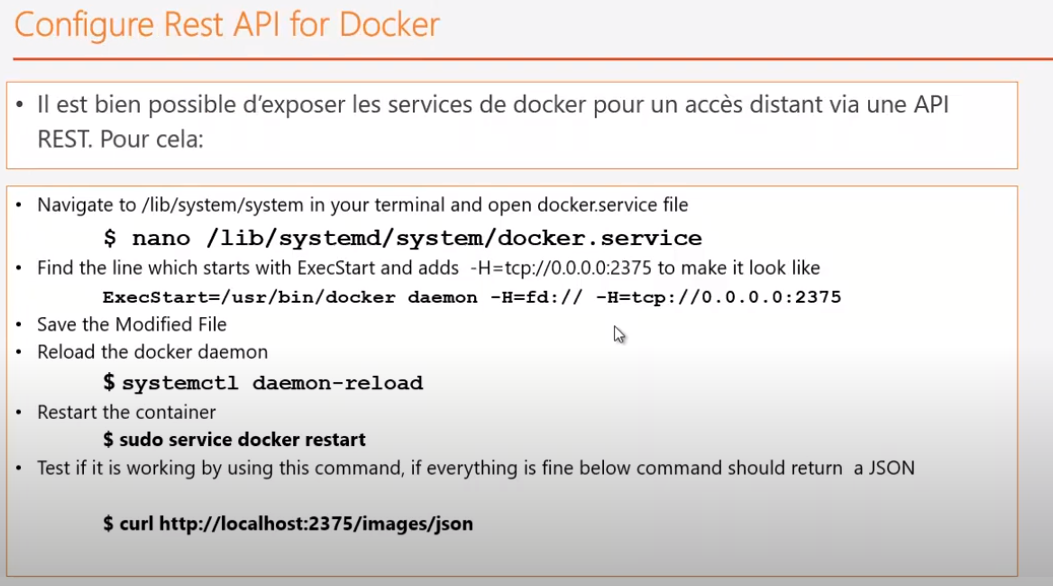 Configure Rest API for Docker
• Il est bien possible d’exposer les services de docker pour un accès distant via une API
REST. Pour cela:
• Navigate to /lib/system/system in your terminal and open docker.service file
$ nano /lib/systemd/system/docker.service
• Find the line which starts with ExecStart and adds -H=tcp://0.0.0.0:2375 to make it look like
ExecStart=/usr/bin/docker daemon -H=fd:// -H=tcp://0.0.0.0:2375
• Save the Modified File
• Reload the docker daemon
$ systemctl daemon-reload
• Restart the container
$ sudo service docker restart
• Test if it is working by using this command, if everything is fine below command should return a JSON
$ curl http://localhost:2375/images/json